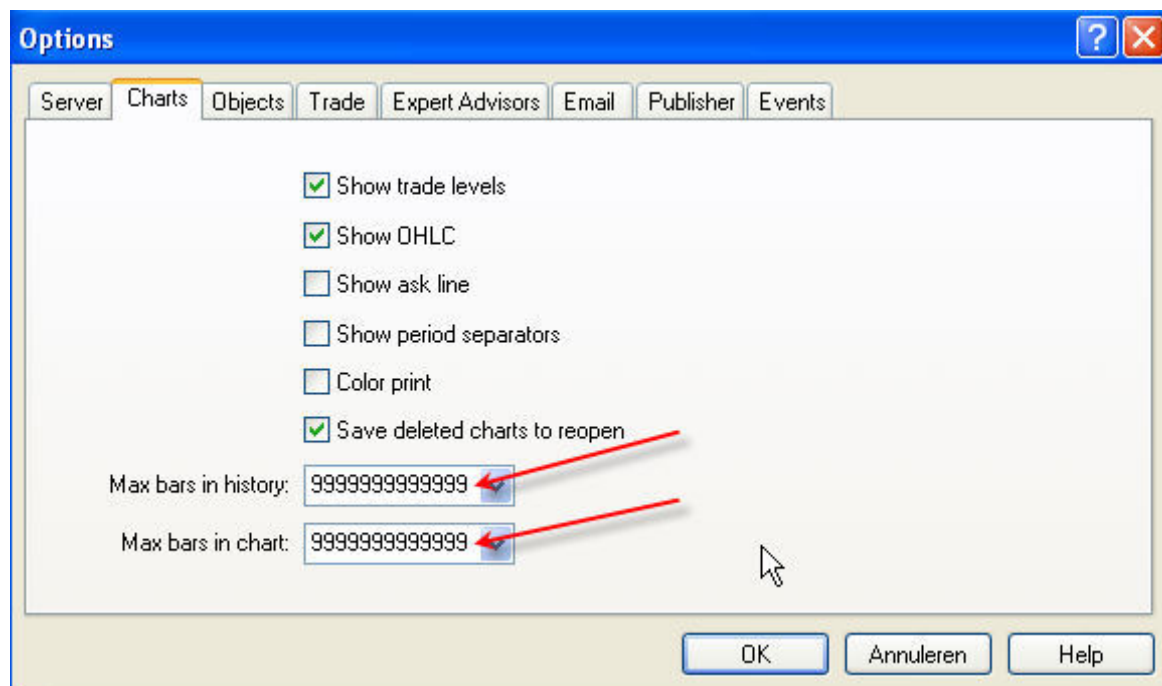 Options
Server Charts Objects Trade Expert Advisors Email Publisher Events
Show trade levels
Show OHLC
Show ask line
Show period separators
Color print
Save deleted charts to reopen
Max bars in history: 9999999999999
Max bars in chart: 9999999999999
OK Annuleren Help